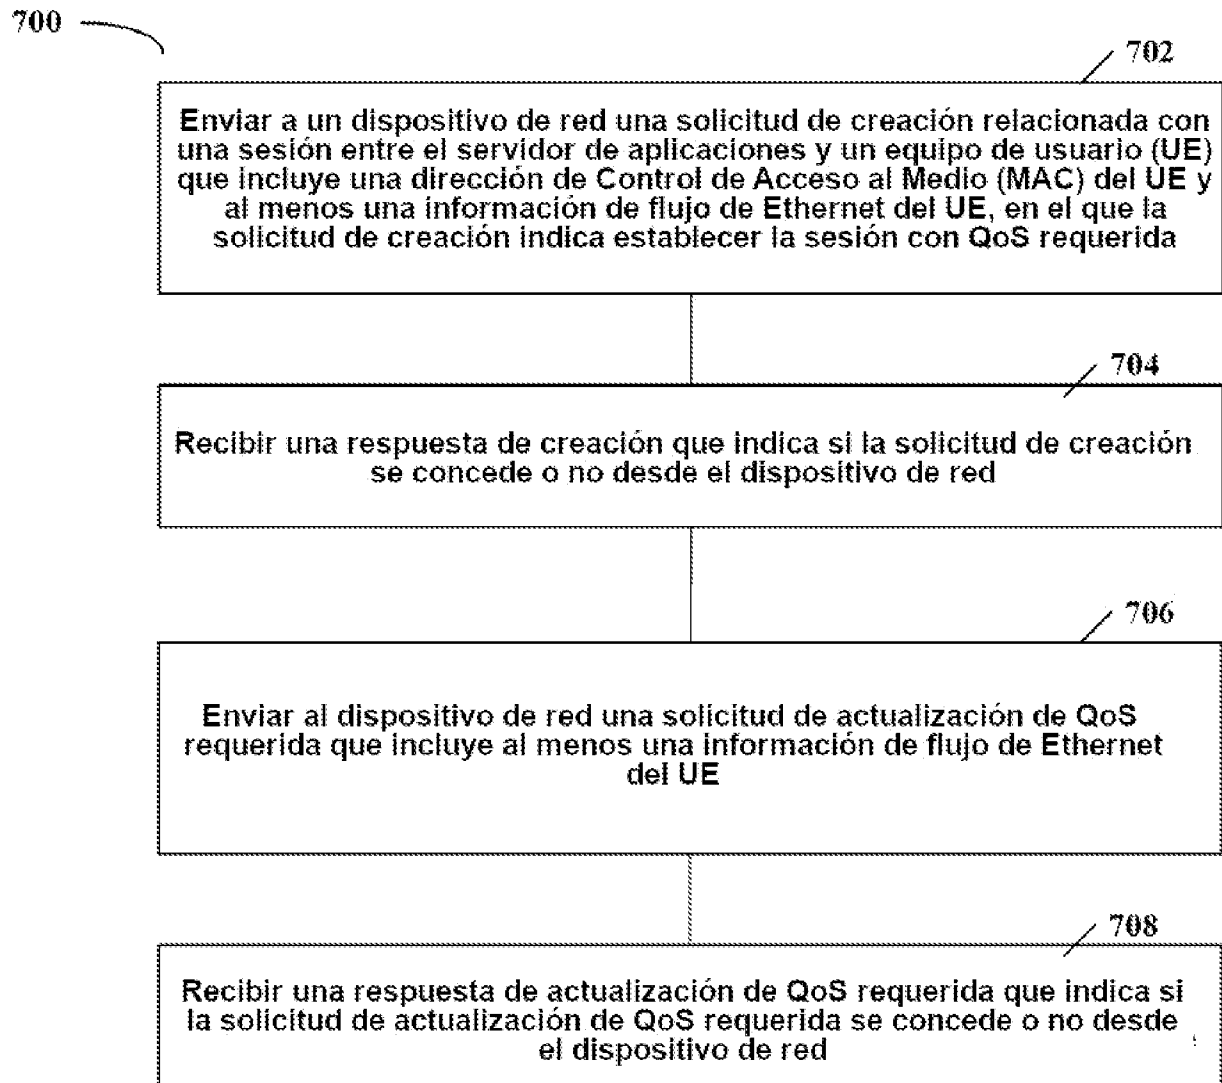 700
702
Enviar a un dispositivo de red una solicitud de creación relacionada con
una sesión entre el servidor de aplicaciones y un equipo de usuario (UE)
que incluye una dirección de Control de Acceso al Medio (MAC) del UE y
al menos una información de flujo de Ethernet del UE, en el que la
solicitud de creación indica establecer la sesión con QoS requerida
704
Recibir una respuesta de creación que indica si la solicitud de creación
se concede o no desde el dispositivo de red
706
Enviar al dispositivo de red una solicitud de actualización de QoS
requerida que incluye al menos una información de flujo de Ethernet
del UE
708
Recibir una respuesta de actualización de QoS requerida que indica si
la solicitud de actualización de QoS requerida se concede o no desde
el dispositivo de red